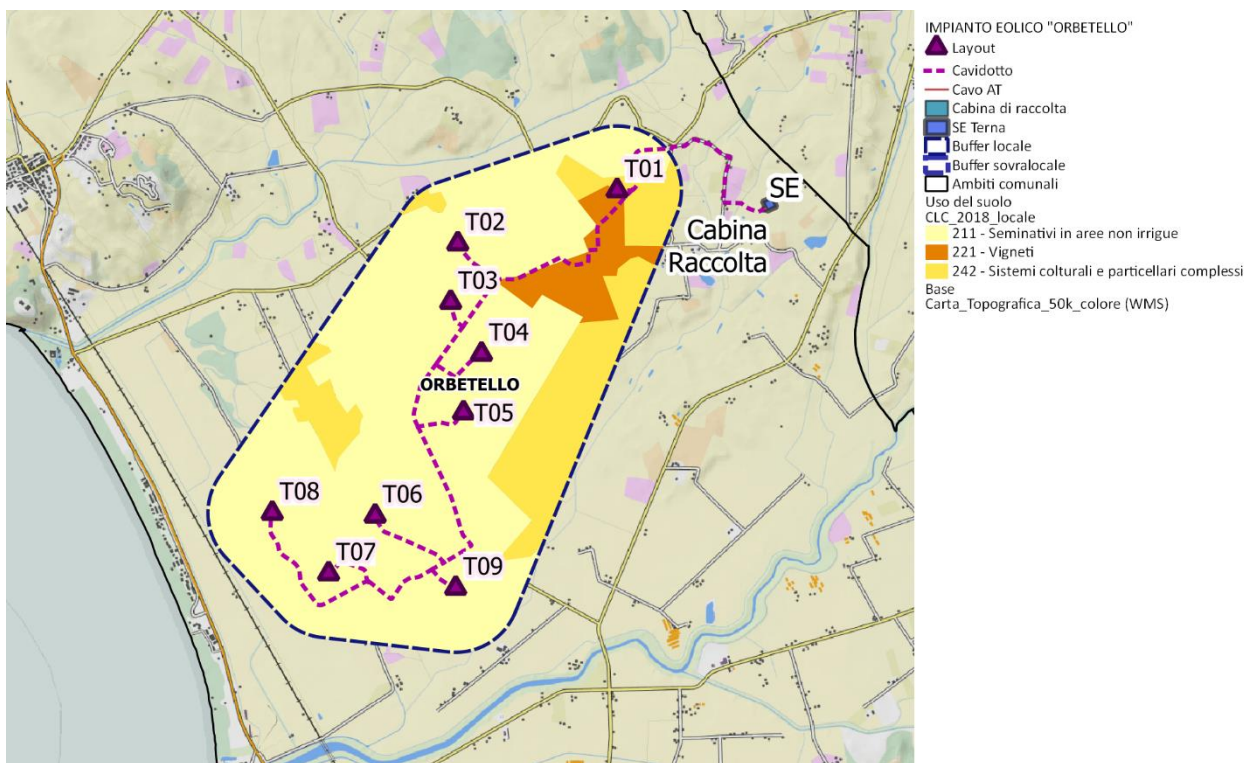 T01
SE
T02
Cabina
Raccolta
T03
T04
ORBETELLO
T05
T08
T06
T07
T09
IMPIANTO EOLICO "ORBETELLO"
Layout
Cavidotto
Cavo AT
Cabina di raccolta
SE Terna
Buffer locale
Buffer sovralocale
Ambiti comunali
Uso del suolo
CLC_2018_locale
211 - Seminativi in aree non irrigue
221 - Vigneti
242 - Sistemi colturali e particellari complessi
Base
Carta_Topografica_50k_colore (WMS)